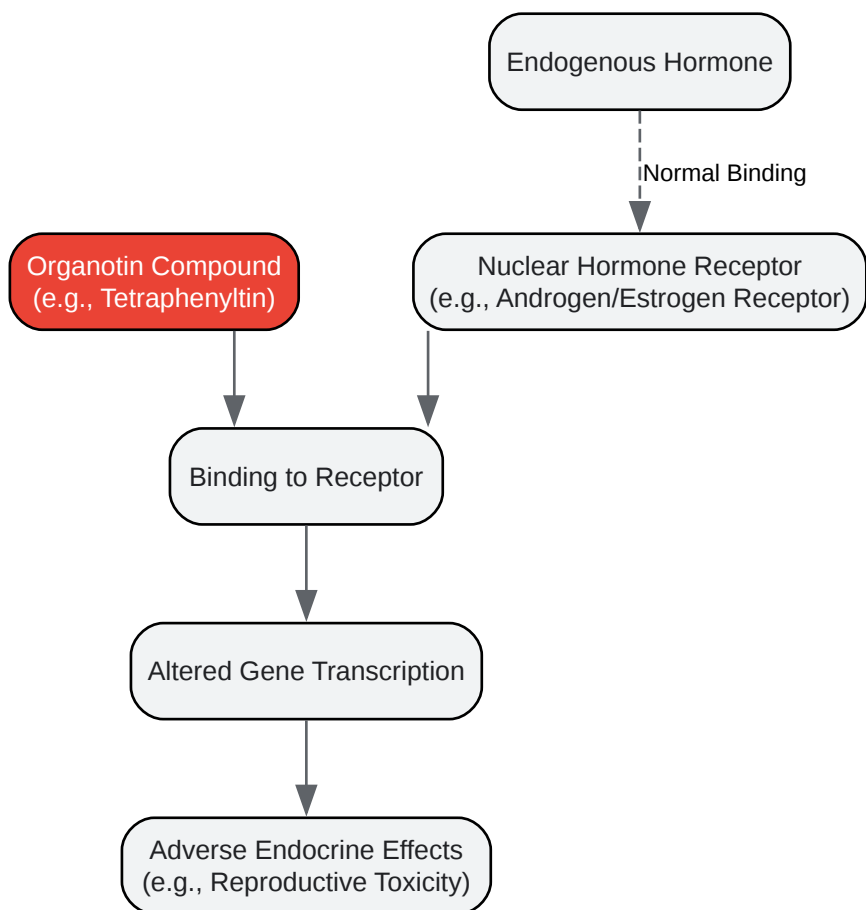 Endogenous Hormone
Normal Binding
Organotin Compound
(e.g., Tetraphenyltin)
Nuclear Hormone Receptor
(e.g., Androgen/Estrogen Receptor)
Binding to Receptor
Altered Gene Transcription
Adverse Endocrine Effects
(e.g., Reproductive Toxicity)